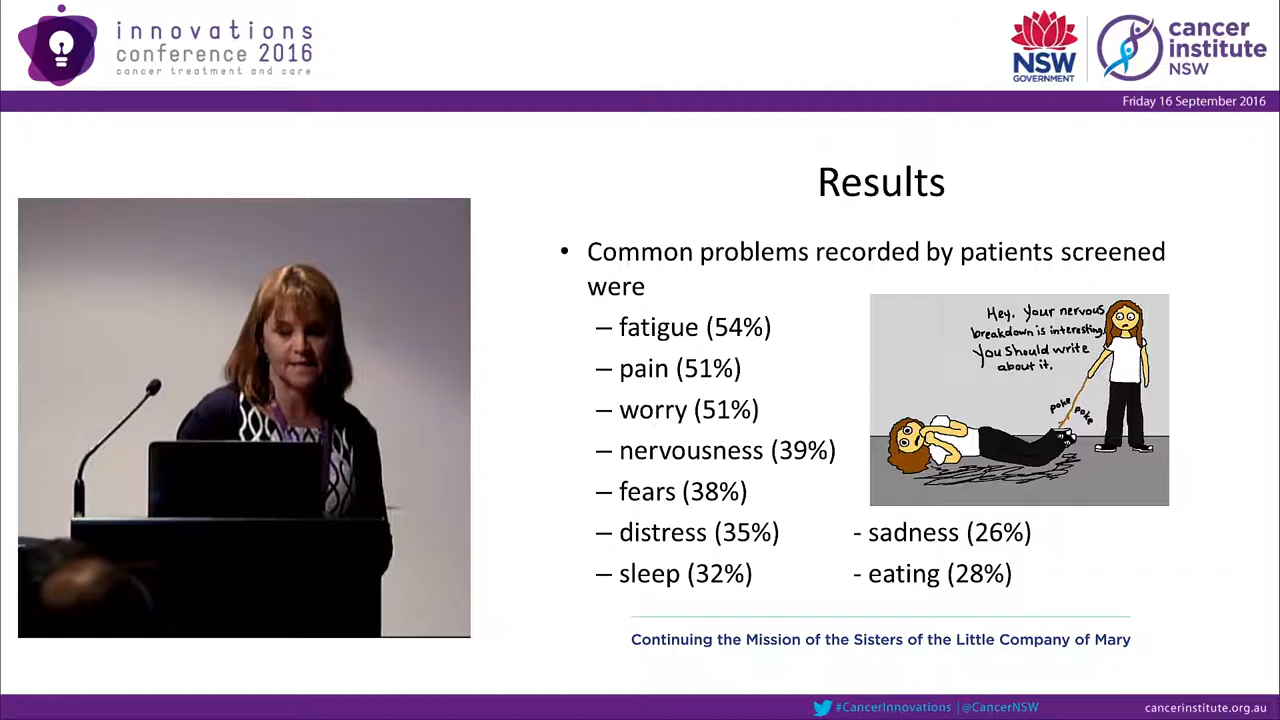 innovations
conference 2016
cancer treatment and care
NSW
GOVERNMENT
cancer
institute
NSW
Friday 16 September 2016
Results
• Common problems recorded by patients screened
were
– fatigue (54%)
– pain (51%)
– worry (51%)
– nervousness (39%)
– fears (38%)
– distress (35%) - sadness (26%)
– sleep (32%) - eating (28%)
Hey. Your nervous
breakdown is interesting.
You should write
about it.
poke
poke
Continuing the Mission of the Sisters of the Little Company of Mary
#CancerInnovations | @CancerNSW
cancerinstitute.org.au